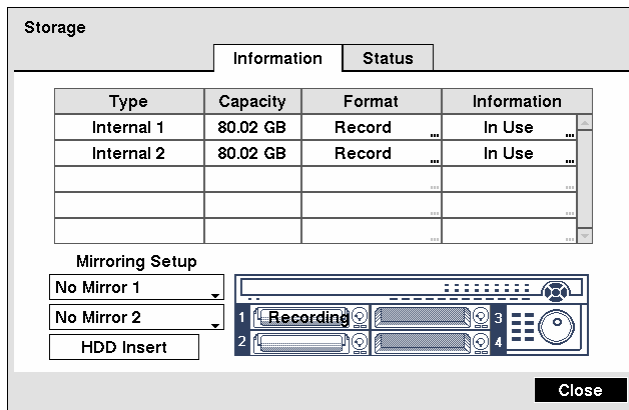 Storage
Information Status
Type Capacity Format Information
Internal 1 80.02 GB Record ... In Use ...
Internal 2 80.02 GB Record ... In Use ...
... ...
... ...
... ...
Mirroring Setup
No Mirror 1
No Mirror 2
HDD Insert
1 Recording 3
2 4
Close